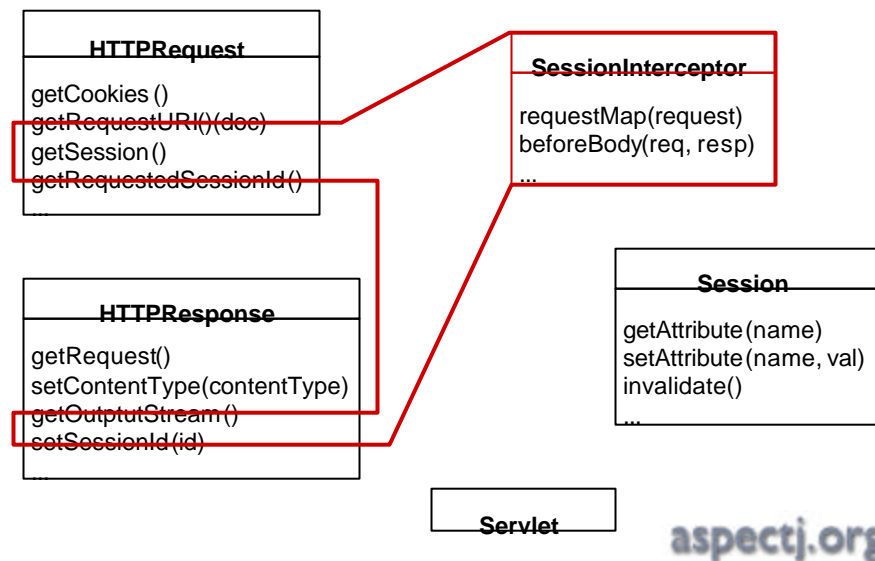 HTTPRequest
getCookies()
getRequestURI()(doc)
getSession()
getRequestedSessionId()
...
SessionInterceptor
requestMap(request)
beforeBody(req, resp)
...
HTTPResponse
getRequest()
setContentType(contentType)
getOutptutStream()
setSessionId(id)
...
Session
getAttribute(name)
setAttribute(name, val)
invalidate()
...
Servlet
aspectj.org